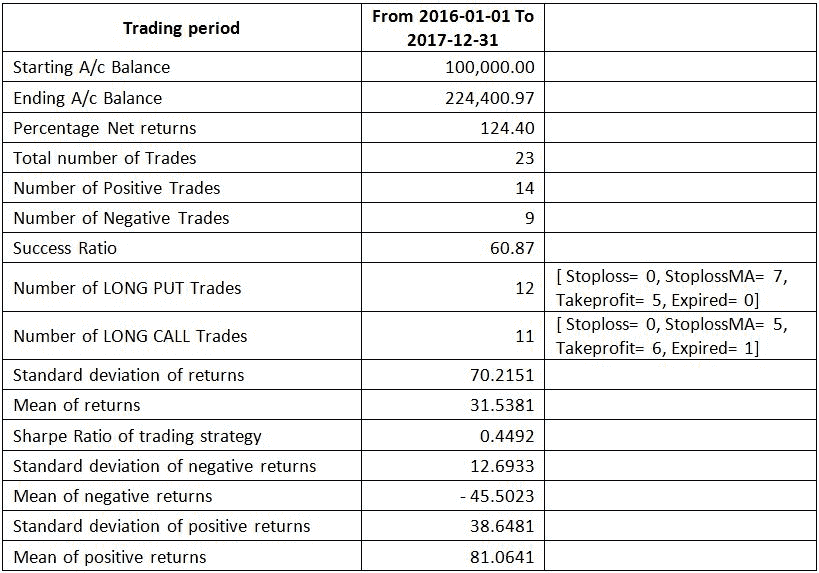 Trading period
From 2016-01-01 To
2017-12-31
Starting A/c Balance 100,000.00
Ending A/c Balance 224,400.97
Percentage Net returns 124.40
Total number of Trades 23
Number of Positive Trades 14
Number of Negative Trades 9
Success Ratio 60.87
Number of LONG PUT Trades 12 [ Stoploss= 0, StoplossMA= 7,
Takeprofit= 5, Expired= 0]
Number of LONG CALL Trades 11 [ Stoploss= 0, StoplossMA= 5,
Takeprofit= 6, Expired= 1]
Standard deviation of returns 70.2151
Mean of returns 31.5381
Sharpe Ratio of trading strategy 0.4492
Standard deviation of negative returns 12.6933
Mean of negative returns - 45.5023
Standard deviation of positive returns 38.6481
Mean of positive returns 81.0641